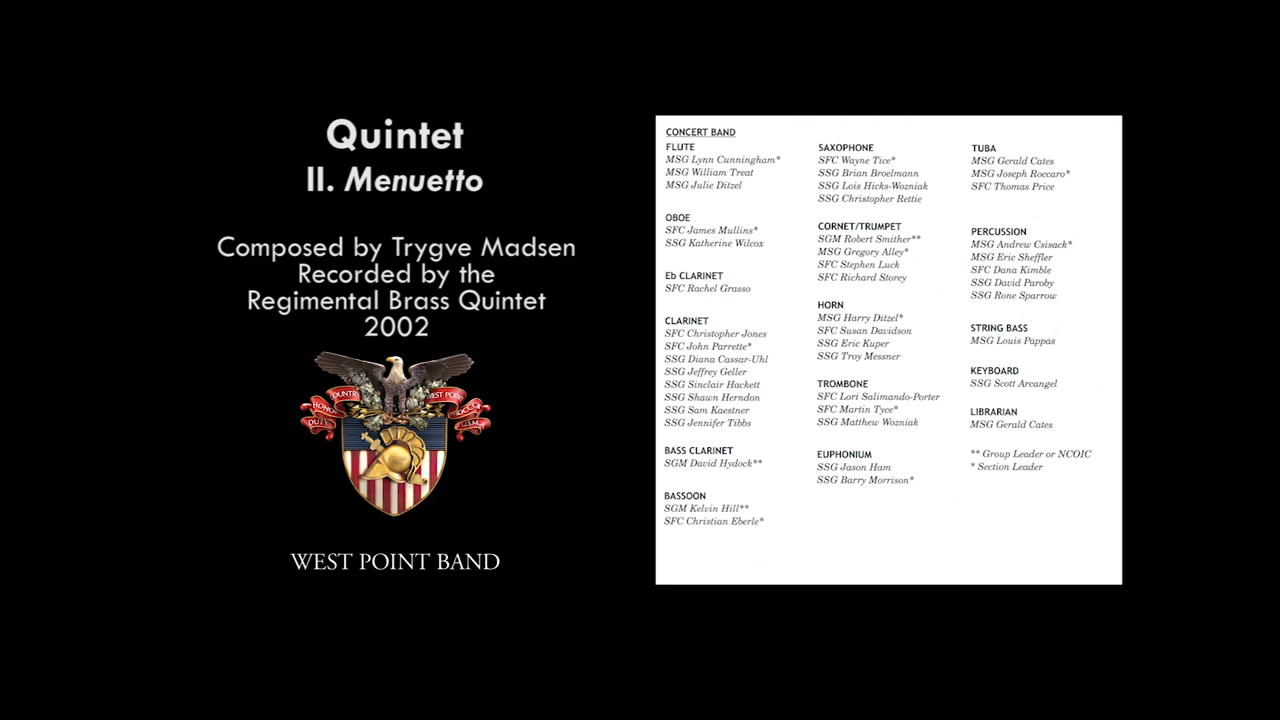 Quintet
II. Menuetto
Composed by Trygve Madsen
Recorded by the
Regimental Brass Quintet
2002
DUTY
HONOR
COUNTRY
WEST POINT
MDCCCII
U.S.M.A.
WEST POINT BAND
CONCERT BAND
FLUTE
MSG Lynn Cunningham*
MSG William Treat
MSG Julie Ditzel
OBOE
SFC James Mullins*
SSG Katherine Wilcox
Eb CLARINET
SFC Rachel Grasso
CLARINET
SFC Christopher Jones
SFC John Parrette*
SSG Diana Cassar-Uhl
SSG Jeffrey Geller
SSG Sinclair Hackett
SSG Shawn Herndon
SSG Sam Kaestner
SSG Jennifer Tibbs
BASS CLARINET
SGM David Hydock**
BASSOON
SGM Kelvin Hill**
SFC Christian Eberle*
SAXOPHONE
SFC Wayne Tice*
SSG Brian Broelmann
SSG Lois Hicks-Wozniak
SSG Christopher Rettie
CORNET/TRUMPET
SGM Robert Smither**
MSG Gregory Alley*
SFC Stephen Luck
SFC Richard Storey
HORN
MSG Harry Ditzel*
SFC Susan Davidson
SSG Eric Kuper
SSG Troy Messner
TROMBONE
SFC Lori Salimando-Porter
SFC Martin Tyce*
SSG Matthew Wozniak
EUPHONIUM
SSG Jason Ham
SSG Barry Morrison*
TUBA
MSG Gerald Cates
MSG Joseph Roccaro*
SFC Thomas Price
PERCUSSION
MSG Andrew Csisack*
MSG Eric Sheffler
SFC Dana Kimble
SSG David Paroby
SSG Rone Sparrow
STRING BASS
MSG Louis Pappas
KEYBOARD
SSG Scott Arcangel
LIBRARIAN
MSG Gerald Cates
** Group Leader or NCOIC
* Section Leader